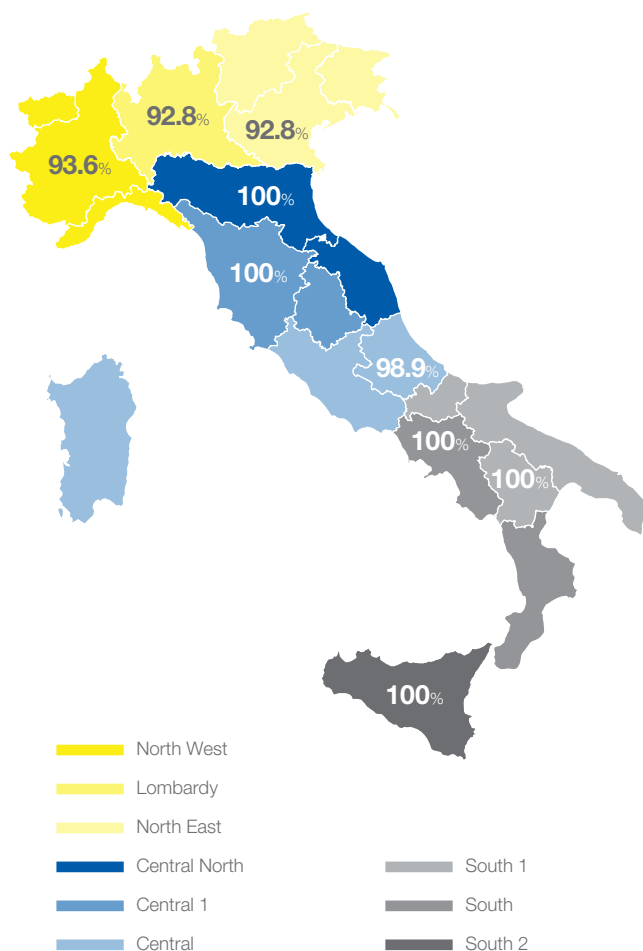 92.8%
92.8%
93.6%
100%
100%
98.9%
100%
100%
100%
North West
Lombardy
North East
Central North
Central 1
Central
South 1
South
South 2